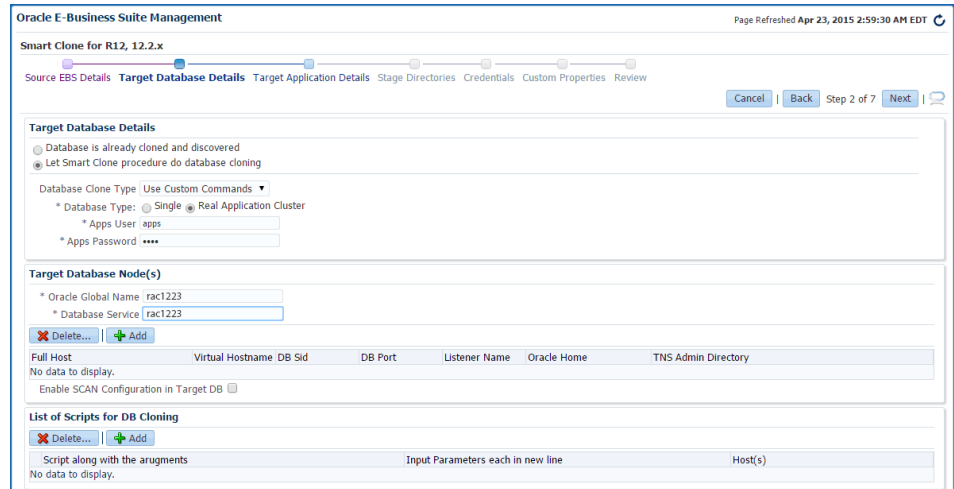 Oracle E-Business Suite Management
Page Refreshed Apr 23, 2015 2:59:30 AM EDT
Smart Clone for R12, 12.2.x
Source EBS Details Target Database Details Target Application Details Stage Directories Credentials Custom Properties Review
Cancel | Back Step 2 of 7 Next |
Target Database Details
Database is already cloned and discovered
Let Smart Clone procedure do database cloning
Database Clone Type Use Custom Commands
* Database Type: Single Real Application Cluster
* Apps User apps
* Apps Password ••••
Target Database Node(s)
* Oracle Global Name rac1223
* Database Service rac1223
Delete... | Add
Full Host Virtual Hostname DB Sid DB Port Listener Name Oracle Home TNS Admin Directory
No data to display.
Enable SCAN Configuration in Target DB
List of Scripts for DB Cloning
Delete... | Add
Script along with the arugments Input Parameters each in new line Host(s)
No data to display.